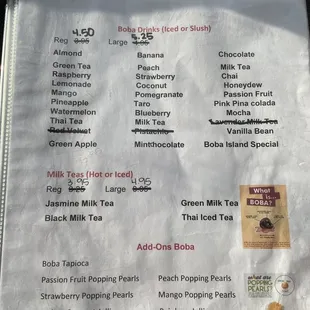 Boba Drinks (Iced or Slush)
4.50 5.25
Reg 3.95 Large 4.95
Almond Banana Chocolate
Green Tea Peach Milk Tea
Raspberry Strawberry Chai
Lemonade Coconut Honeydew
Mango Pomegranate Passion Fruit
Pineapple Taro Pink Pina colada
Watermelon Blueberry Mocha
Thai Tea Milk Tea Lavender Milk Tea
Red Velvet Pistachio Vanilla Bean
Green Apple Mintchocolate Boba Island Special
Milk Teas (Hot or Iced)
3.95 4.95
Reg Large
Jasmine Milk Tea Green Milk Tea
Black Milk Tea Thai Iced Tea
What is BOBA?
Add-Ons Boba
Boba Tapioca
Passion Fruit Popping Pearls Peach Popping Pearls
Strawberry Popping Pearls Mango Popping Pearls
POPPING PEARLS?